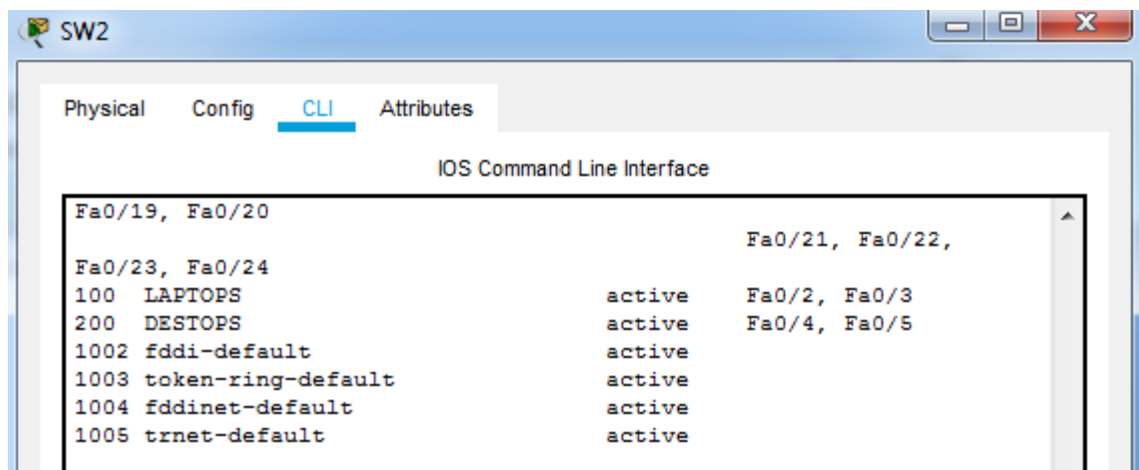 SW2
Physical Config CLI Attributes
IOS Command Line Interface
Fa0/19, Fa0/20
Fa0/21, Fa0/22,
Fa0/23, Fa0/24
100 LAPTOPS active Fa0/2, Fa0/3
200 DESTOPS active Fa0/4, Fa0/5
1002 fddi-default active
1003 token-ring-default active
1004 fddinet-default active
1005 trnet-default active